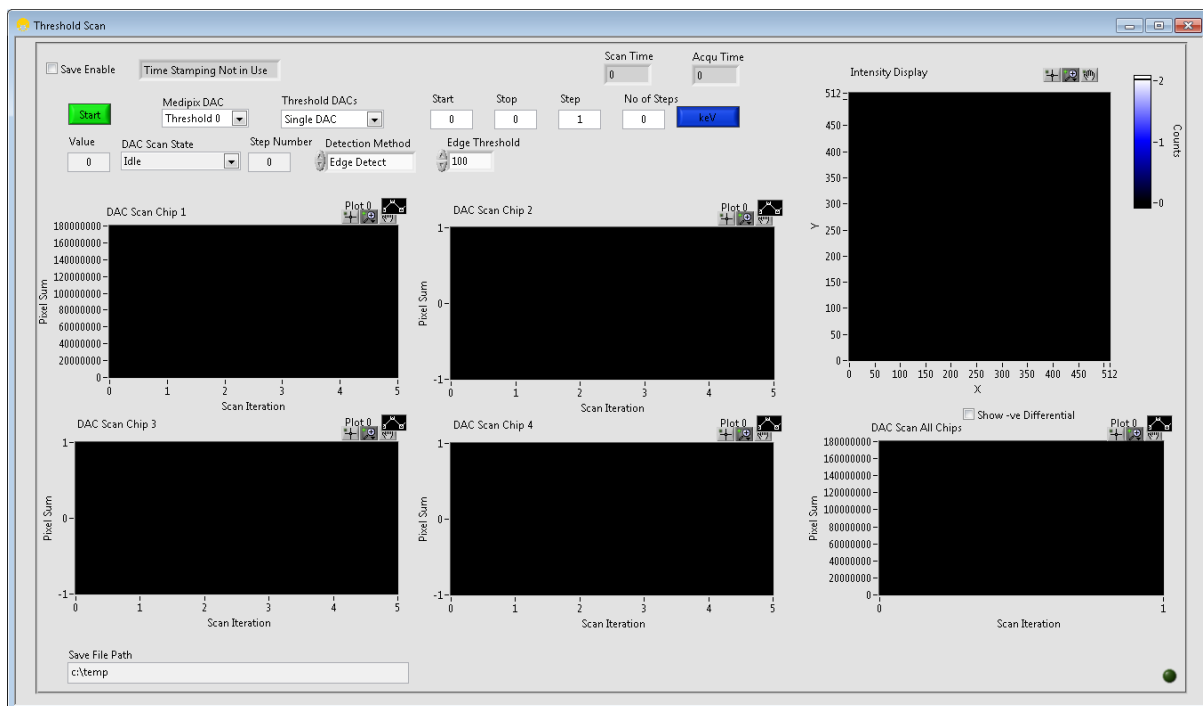 Threshold Scan
Save Enable
Time Stamping Not in Use
Scan Time
0
Acqu Time
0
Start
Medipix DAC
Threshold 0
Threshold DACs
Single DAC
Start
0
Stop
0
Step
1
No of Steps
0
keV
Value
0
DAC Scan State
Idle
Step Number
0
Detection Method
Edge Detect
Edge Threshold
100
Intensity Display
512
450
400
350
300
250
200
150
100
50
0
Y
0 50 100 150 200 250 300 350 400 450 512
X
2
1
0
Counts
DAC Scan Chip 1
Plot 0
180000000
160000000
140000000
120000000
100000000
80000000
60000000
40000000
20000000
0
Pixel Sum
0 1 2 3 4 5
Scan Iteration
DAC Scan Chip 2
Plot 0
1
0
-1
Pixel Sum
0 1 2 3 4 5
Scan Iteration
DAC Scan Chip 3
Plot 0
1
0
-1
Pixel Sum
0 1 2 3 4 5
Scan Iteration
DAC Scan Chip 4
Plot 0
1
0
-1
Pixel Sum
0 1 2 3 4 5
Scan Iteration
Show -ve Differential
DAC Scan All Chips
Plot 0
180000000
160000000
140000000
120000000
100000000
80000000
60000000
40000000
20000000
0
Pixel Sum
0 1
Scan Iteration
Save File Path
c:\temp